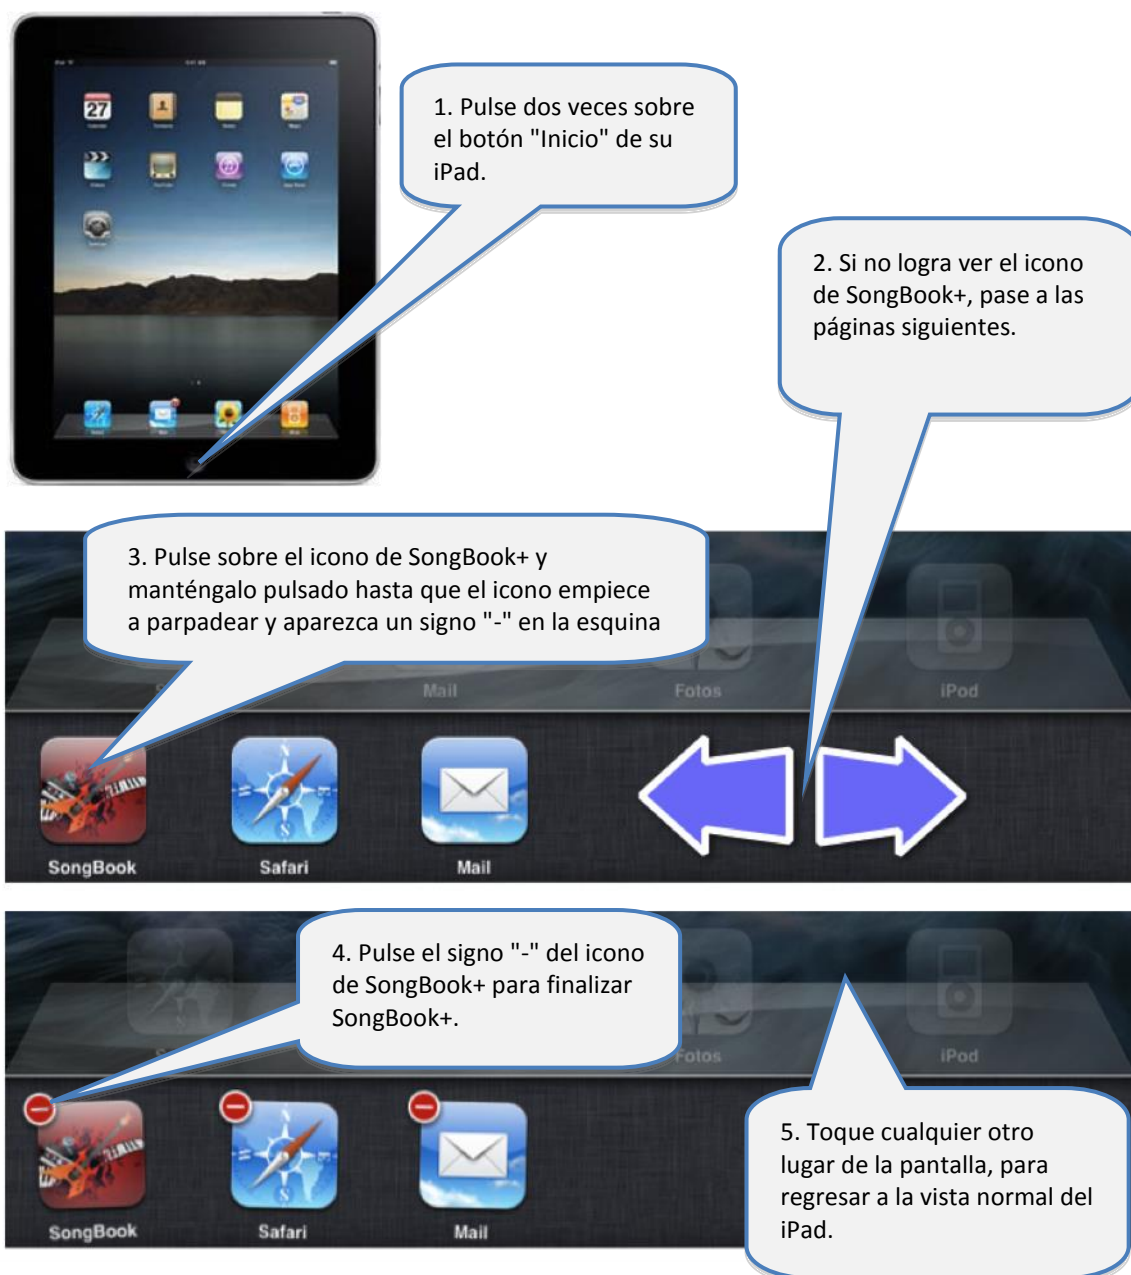 27
1. Pulse dos veces sobre
el botón "Inicio" de su
iPad.
2. Si no logra ver el icono
de SongBook+, pase a las
páginas siguientes.
3. Pulse sobre el icono de SongBook+ y
manténgalo pulsado hasta que el icono empiece
a parpadear y aparezca un signo "-" en la esquina
Mail
Fotos
iPod
SongBook
Safari
Mail
4. Pulse el signo "-" del icono
de SongBook+ para finalizar
SongBook+.
Fotos
iPod
5. Toque cualquier otro
lugar de la pantalla, para
regresar a la vista normal del
iPad.
SongBook
Safari
Mail